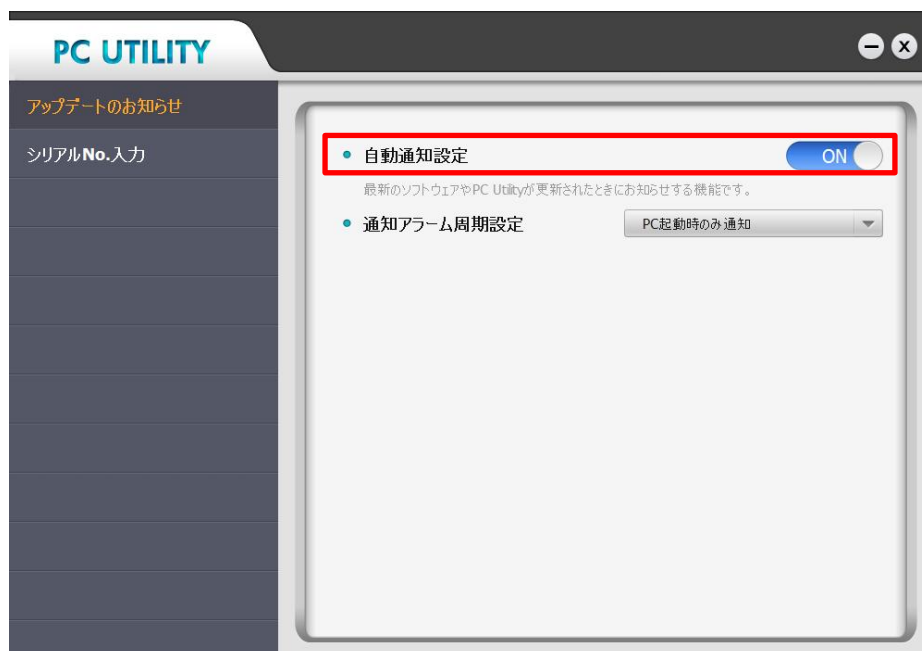 PC UTILITY
アップデートのお知らせ
シリアルNo.入力
自動通知設定
ON
最新のソフトウェアやPC Utilityが更新されたときにお知らせする機能です。
通知アラーム周期設定
PC起動時のみ通知